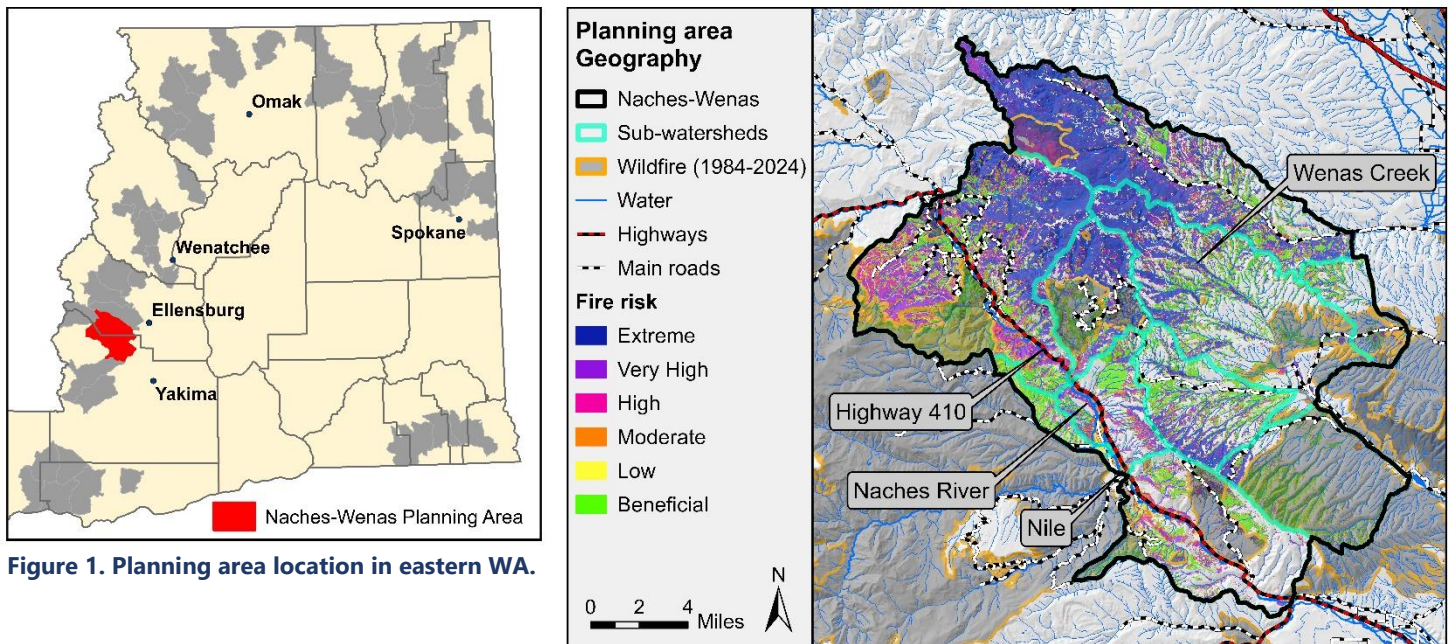 Omak
Spokane
Wenatchee
Ellensburg
Yakima
Naches-Wenas Planning Area
Figure 1. Planning area location in eastern WA.
Planning area
Geography
Naches-Wenas
Sub-watersheds
Wildfire (1984-2024)
Water
Highways
Main roads
Fire risk
Extreme
Very High
High
Moderate
Low
Beneficial
0 2 4
Miles
N
Wenas Creek
Highway 410
Naches River
Nile